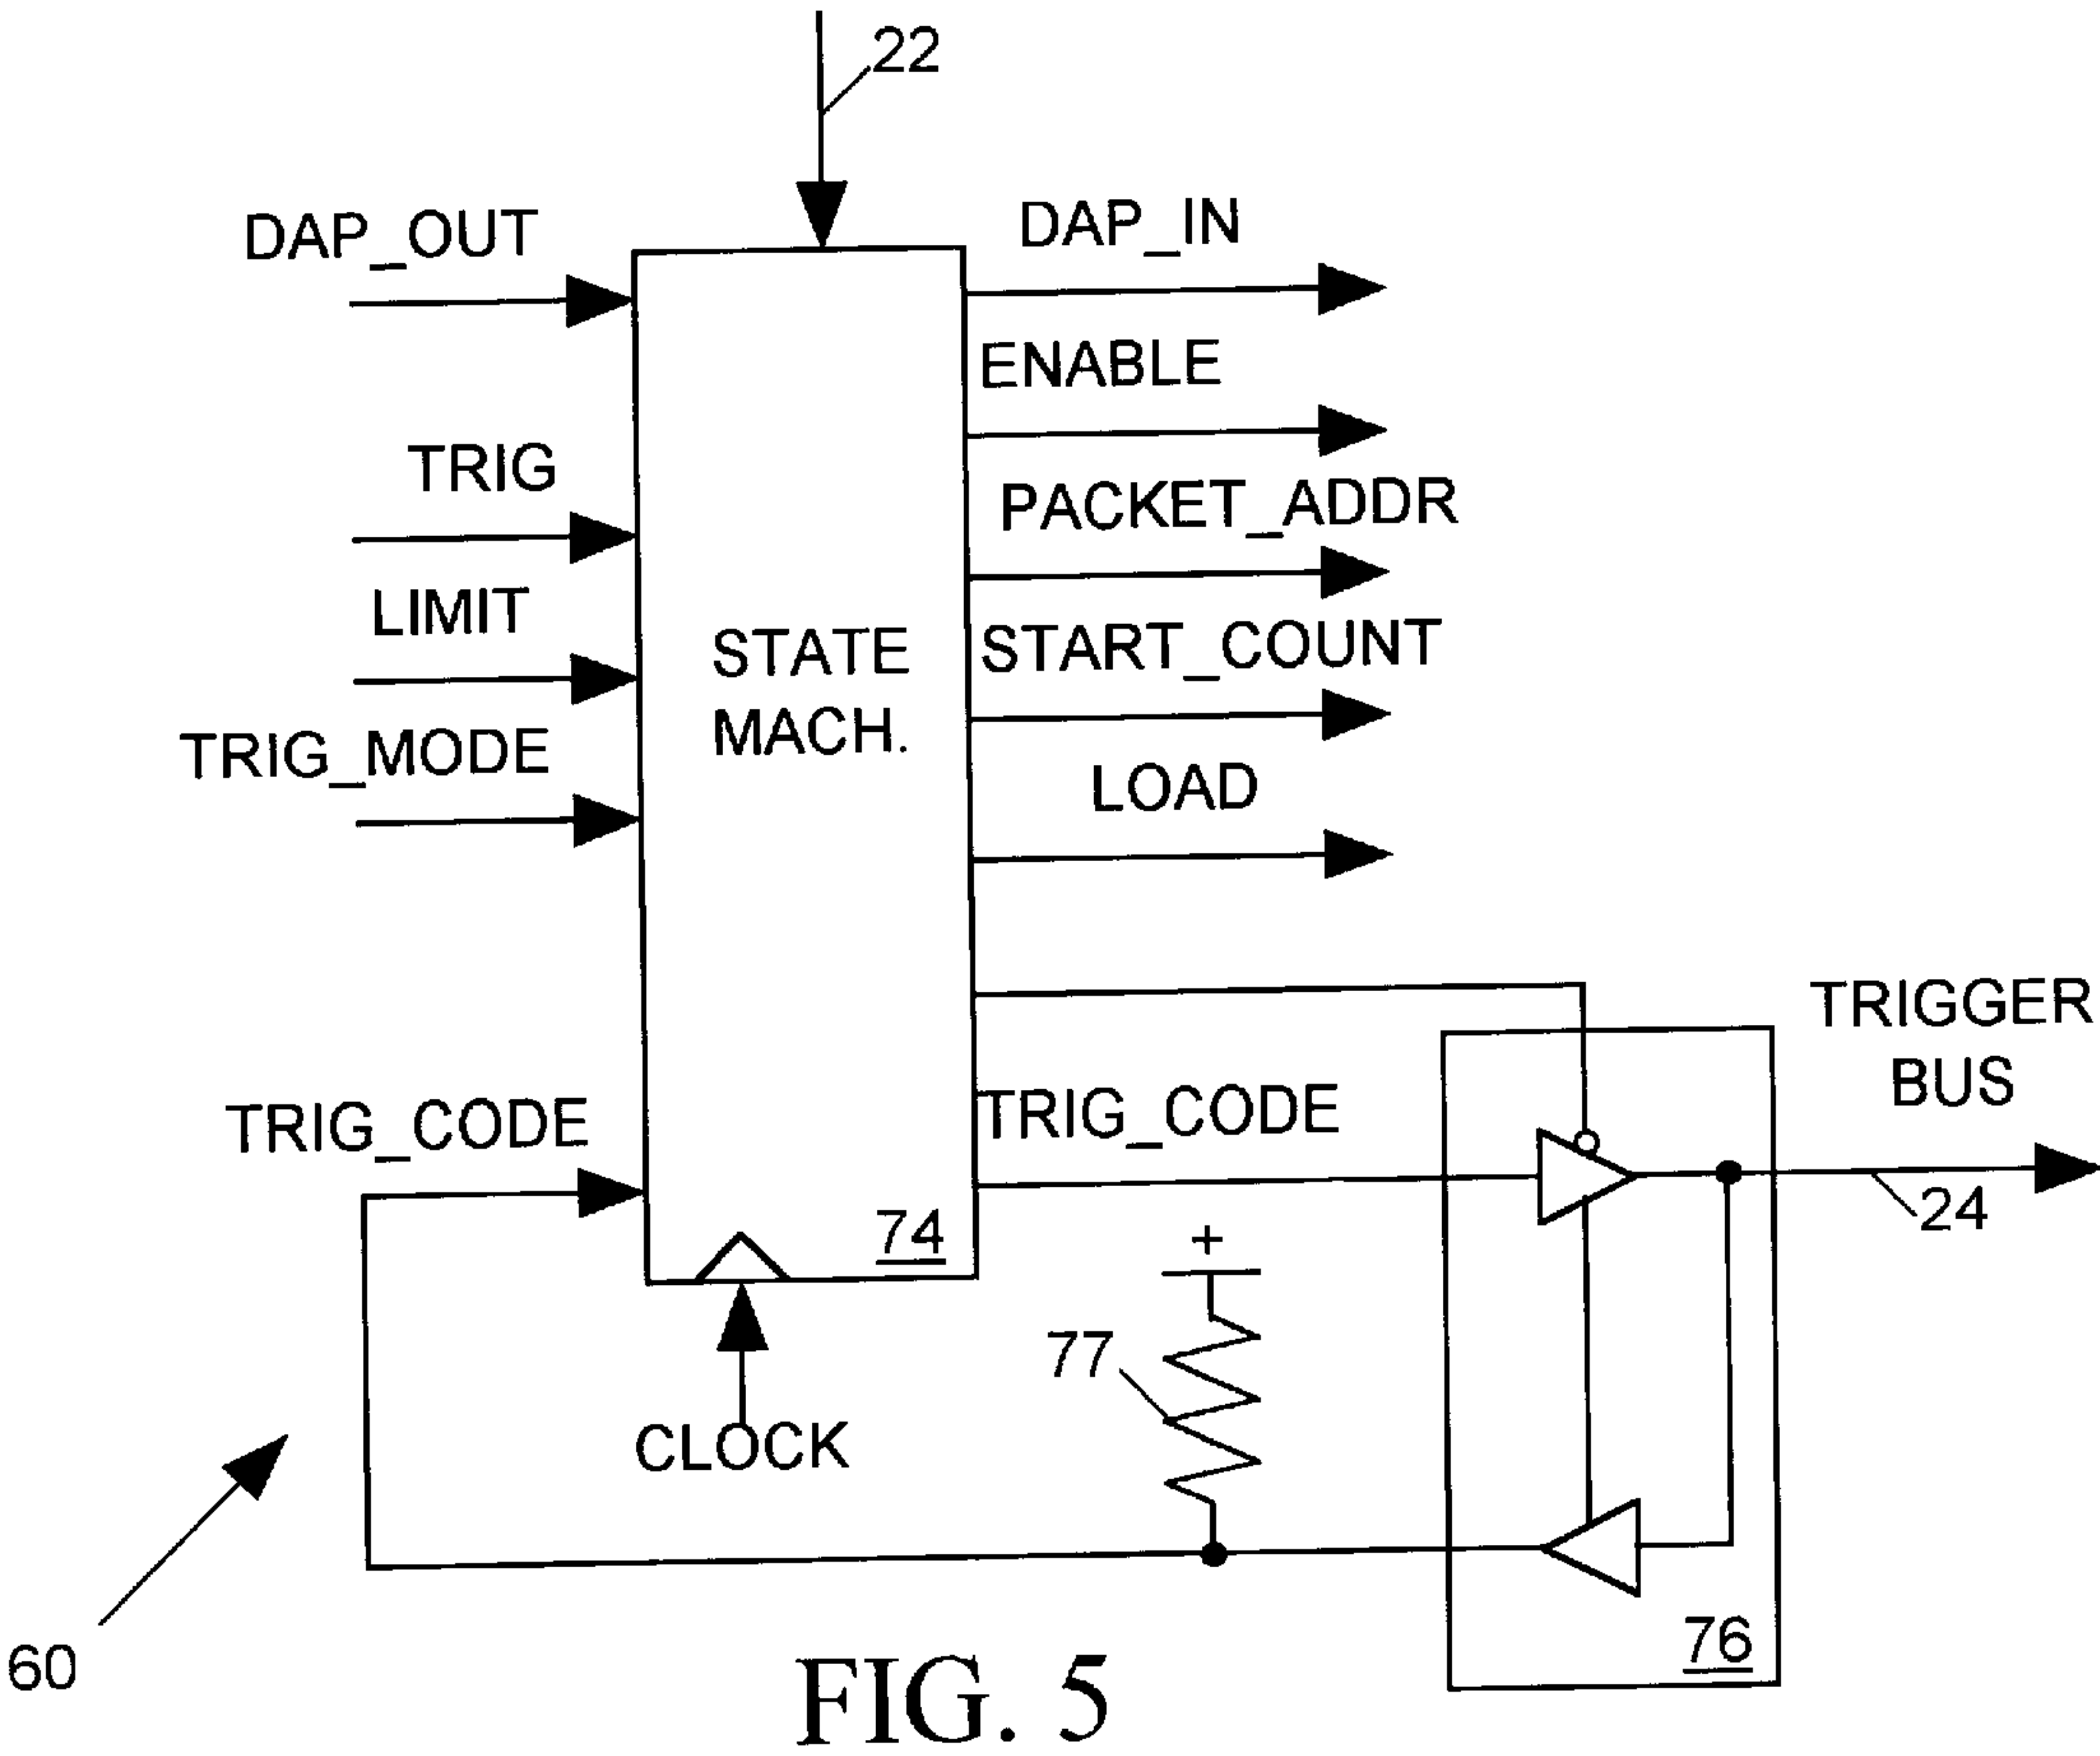 22
DAP_OUT
DAP_IN
ENABLE
TRIG
PACKET_ADDR
LIMIT
START_COUNT
STATE
MACH.
TRIG_MODE
LOAD
TRIGGER
BUS
TRIG_CODE
TRIG_CODE
74
24
+
77
CLOCK
60
76
FIG. 5